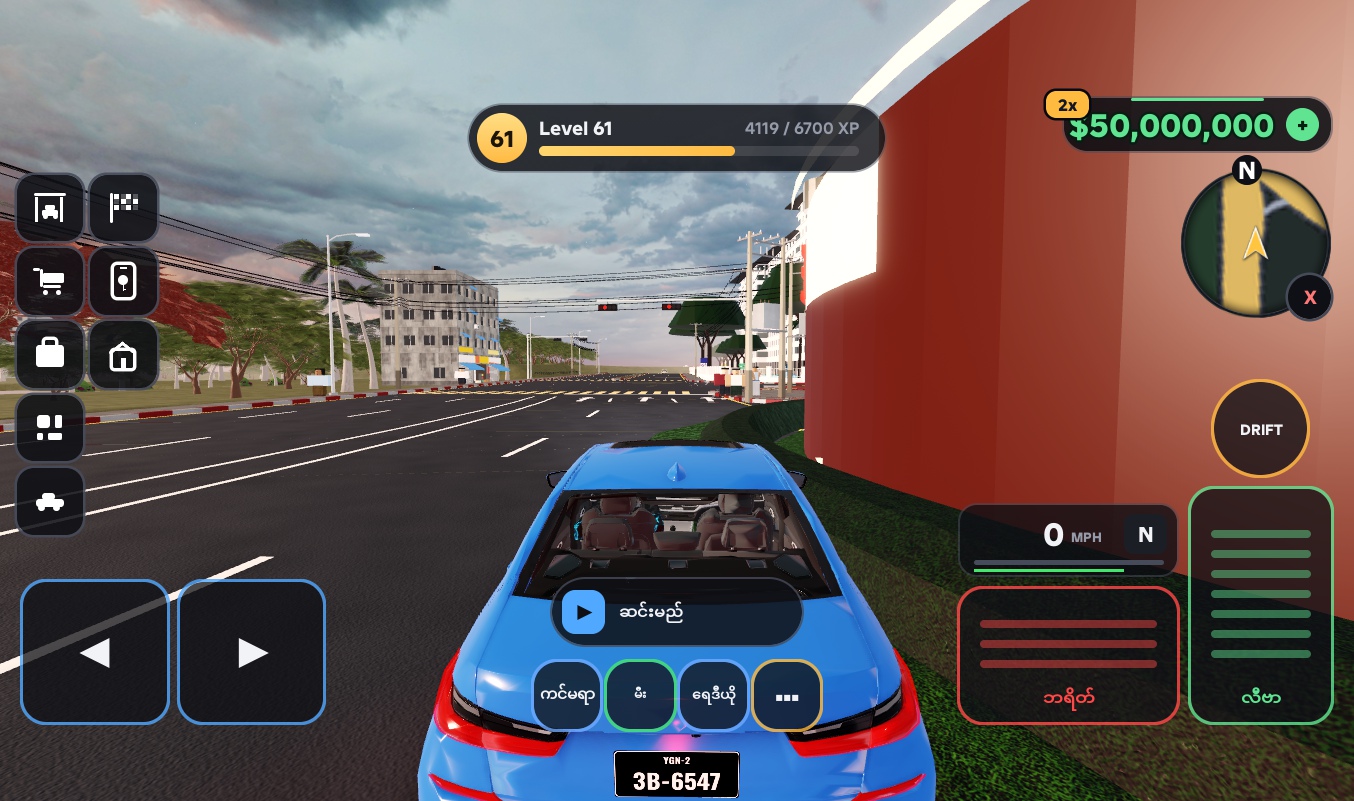 2x
$50,000,000
+
61
Level 61
4119 / 6700 XP
N
X
DRIFT
0 MPH N
ဆင်းမည်
ကင်မရာ
မီး
ရေဒီယို
ဘရိတ်
လီဗာ
YGN-2
3B-6547